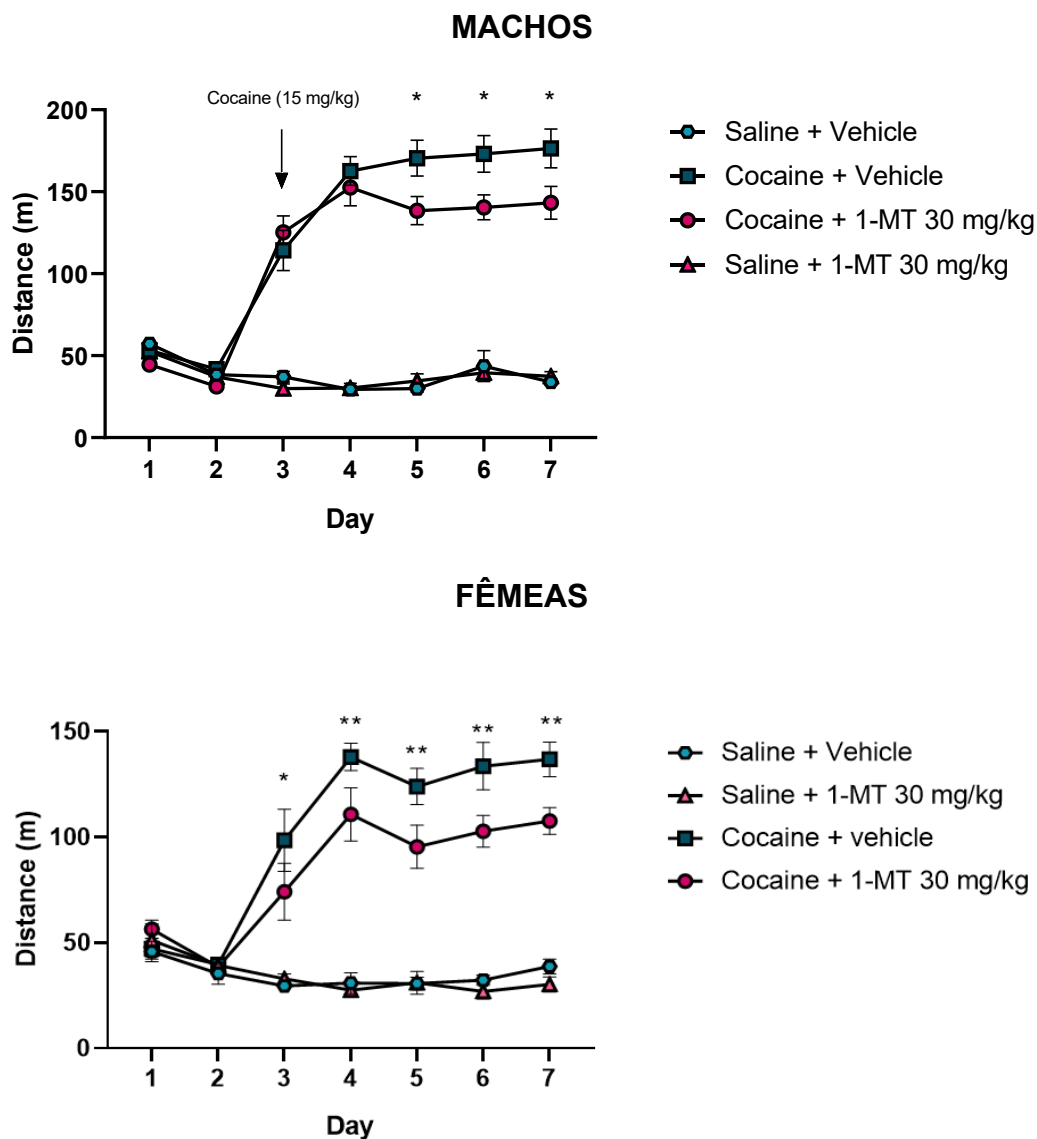 MACHOS
Cocaine (15 mg/kg)
* * *
200
150
100
50
0
Distance (m)
1 2 3 4 5 6 7
Day
Saline + Vehicle
Cocaine + Vehicle
Cocaine + 1-MT 30 mg/kg
Saline + 1-MT 30 mg/kg
FÊMEAS
* ** ** ** **
150
100
50
0
Distance (m)
1 2 3 4 5 6 7
Day
Saline + Vehicle
Saline + 1-MT 30 mg/kg
Cocaine + vehicle
Cocaine + 1-MT 30 mg/kg